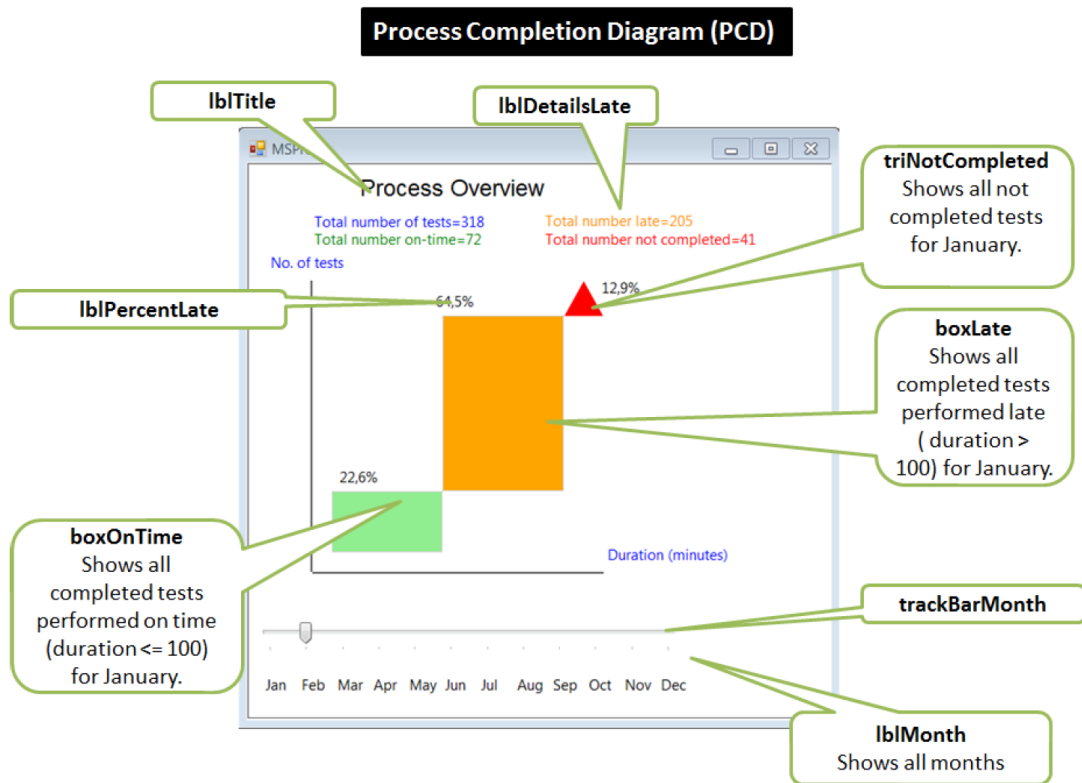 Process Completion Diagram (PCD)
lblTitle
lblDetailsLate
Process Overview
Total number of tests=318
Total number late=205
Total number on-time=72
Total number not completed=41
triNotCompleted
Shows all not
completed tests
for January.
No. of tests
lblPercentLate
64,5%
12,9%
boxLate
Shows all
completed tests
performed late
( duration >
100) for January.
22,6%
boxOnTime
Shows all
completed tests
performed on time
(duration <= 100)
for January.
Duration (minutes)
trackBarMonth
Jan Feb Mar Apr May Jun Jul Aug Sep Oct Nov Dec
lblMonth
Shows all months